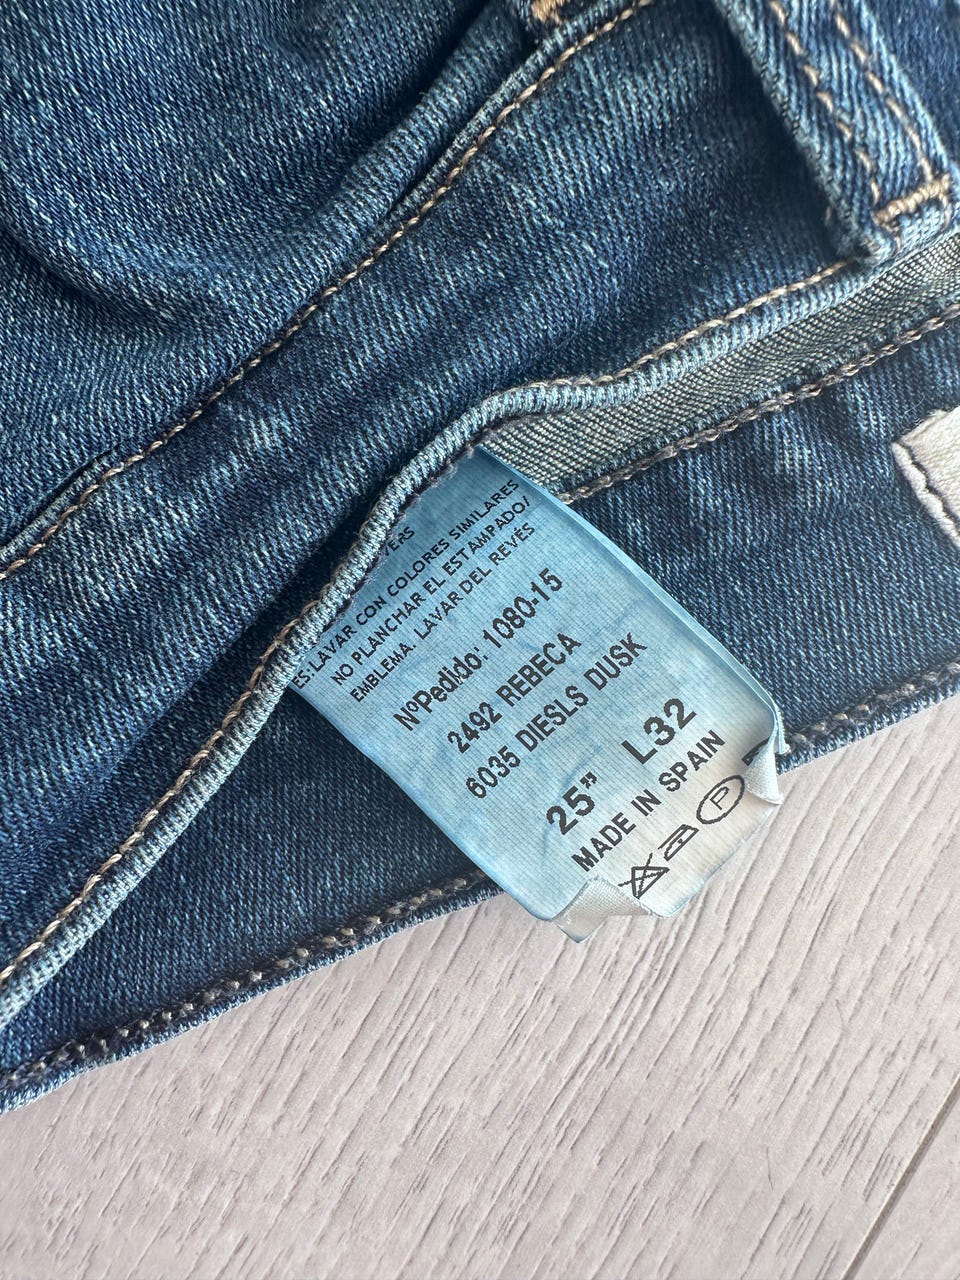 ES: LAVAR CON COLORES SIMILARES
NO PLANCHAR EL ESTAMPADO/
EMBLEMA. LAVAR DEL REVÉS
NºPedido: 1080-15
2492 REBECA
6035 DIESLS DUSK
25" L32
MADE IN SPAIN
P